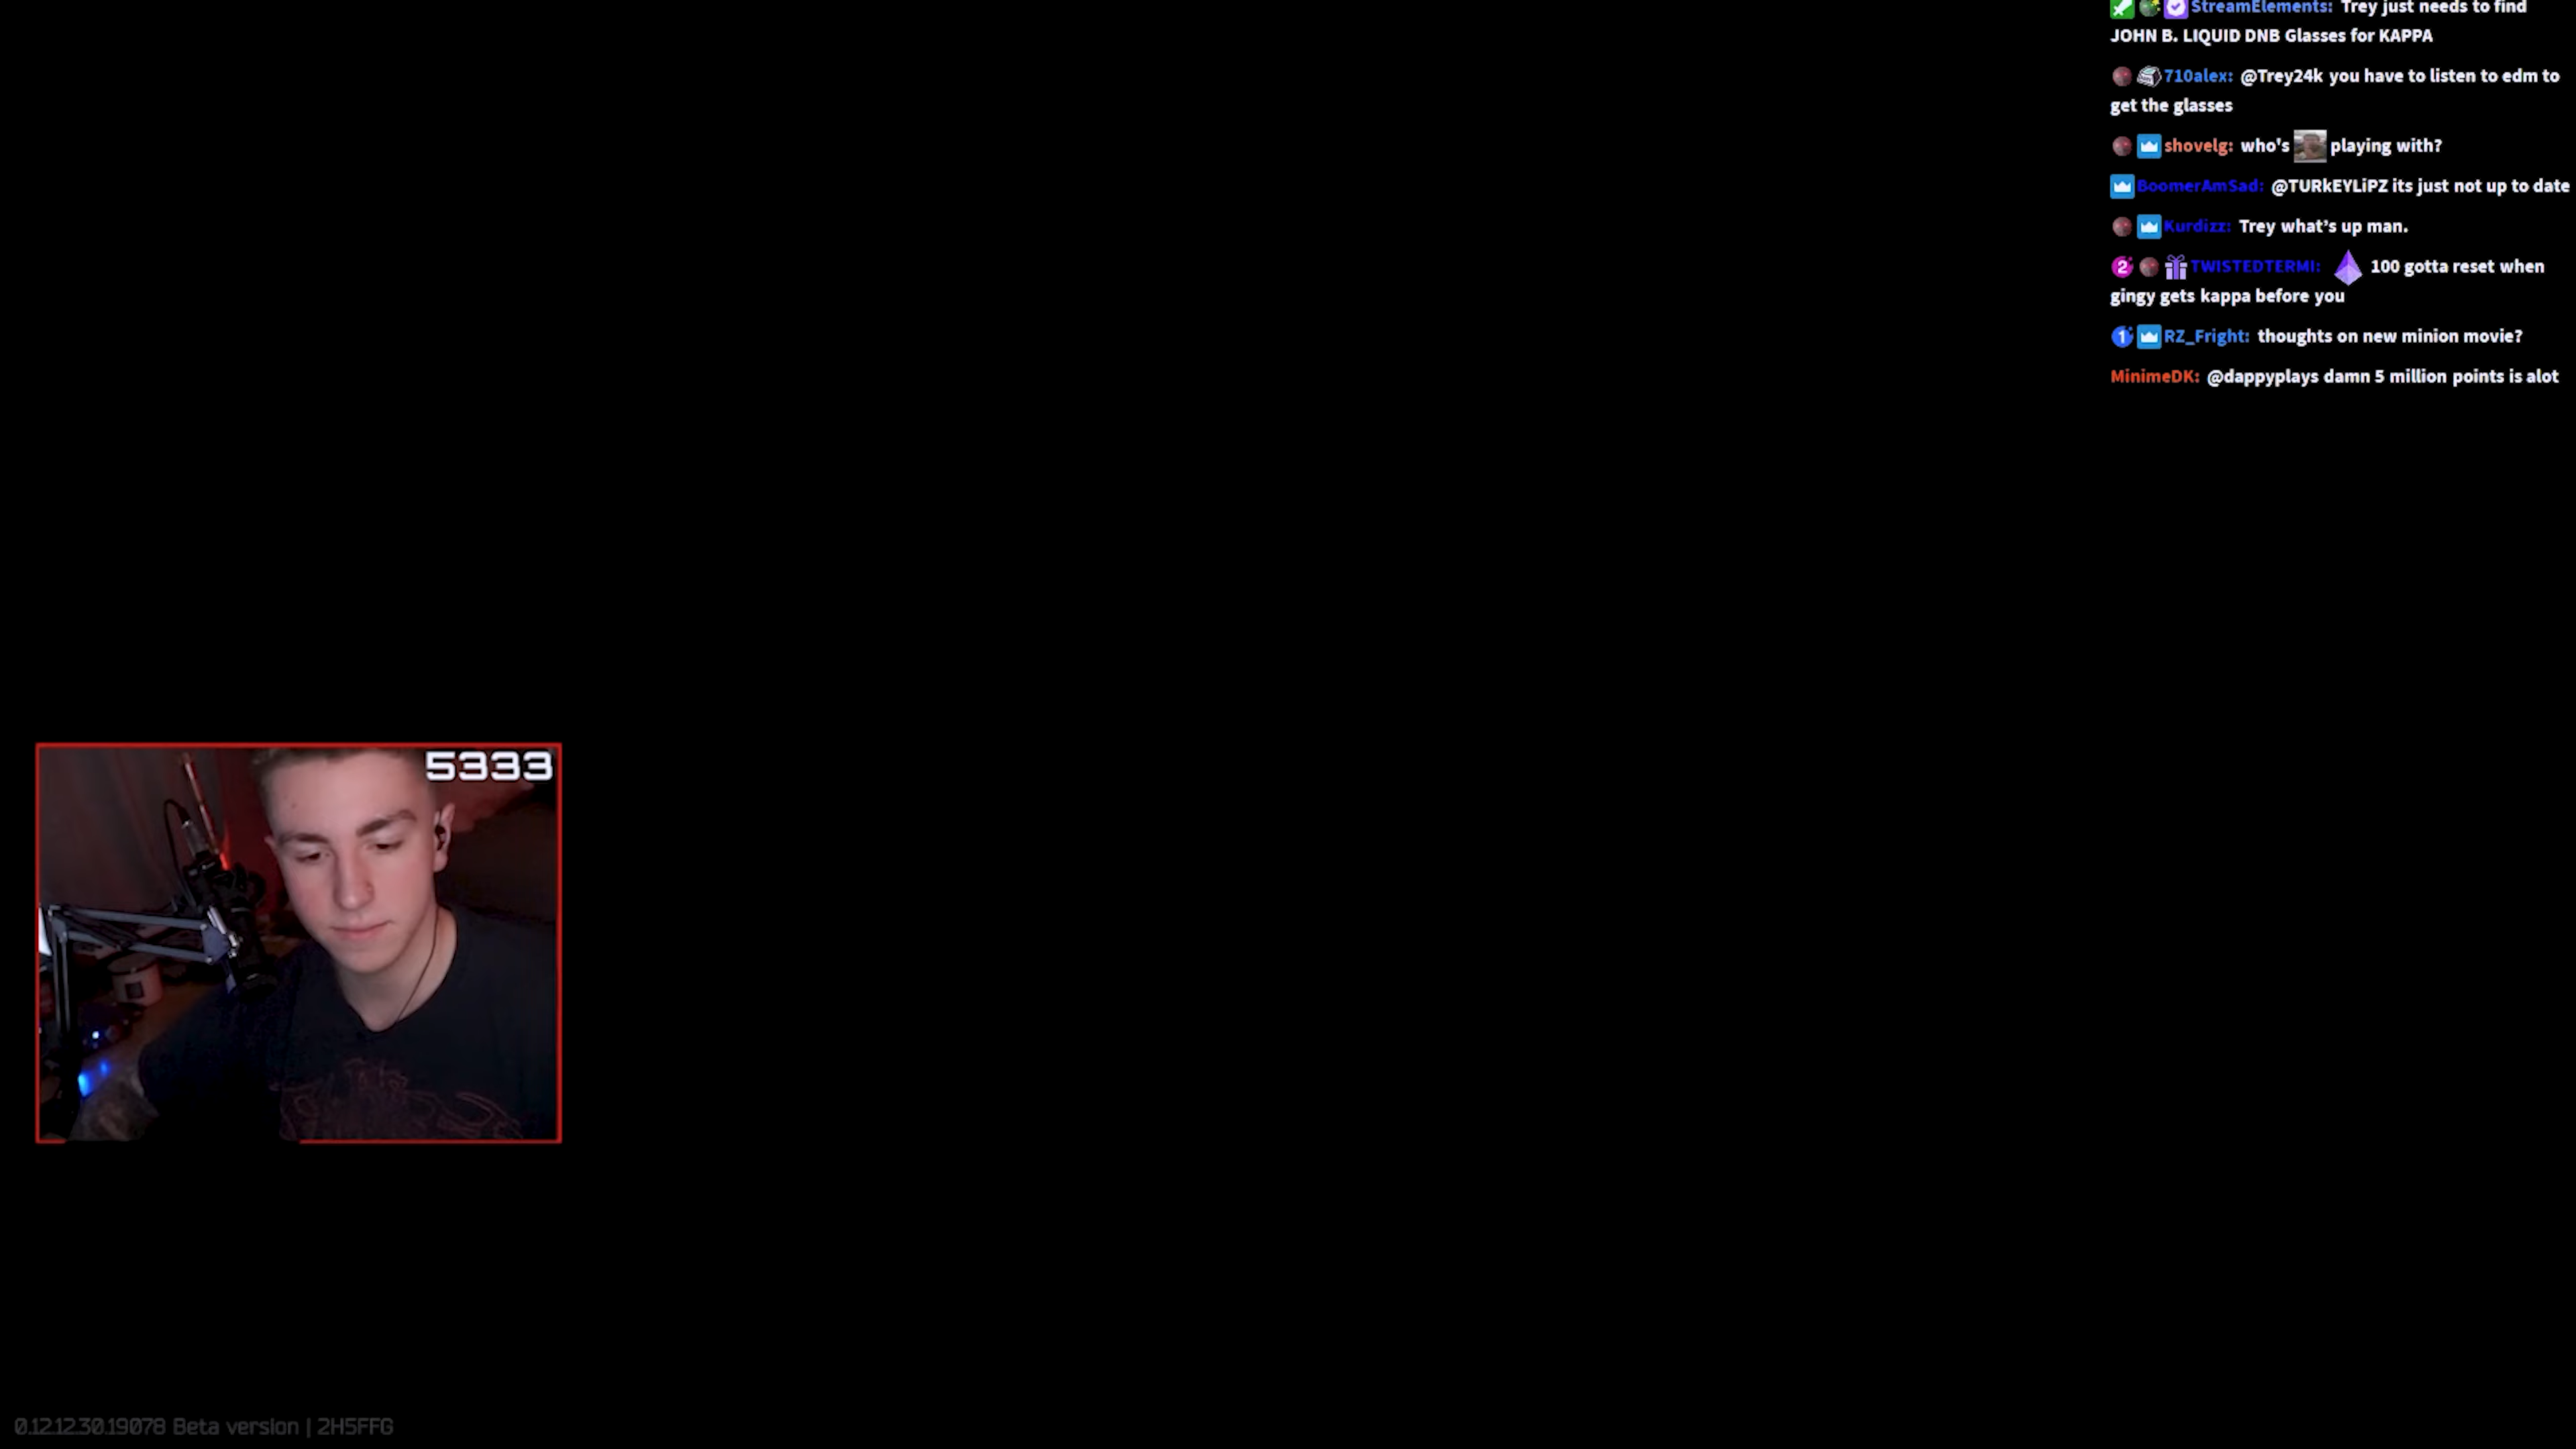 StreamElements: Trey just needs to find
JOHN B. LIQUID DNB Glasses for KAPPA
710alex: @Trey24k you have to listen to edm to
get the glasses
shovelg: who's playing with?
BoomerAmSad: @TURkEYLiPZ its just not up to date
Kurdizz: Trey what's up man.
2 TWISTEDTERMI: 100 gotta reset when
gingy gets kappa before you
1 RZ_Fright: thoughts on new minion movie?
MinimeDK: @dappyplays damn 5 million points is alot
5333
0.12.12.30.19078 Beta version | 2H5FFG